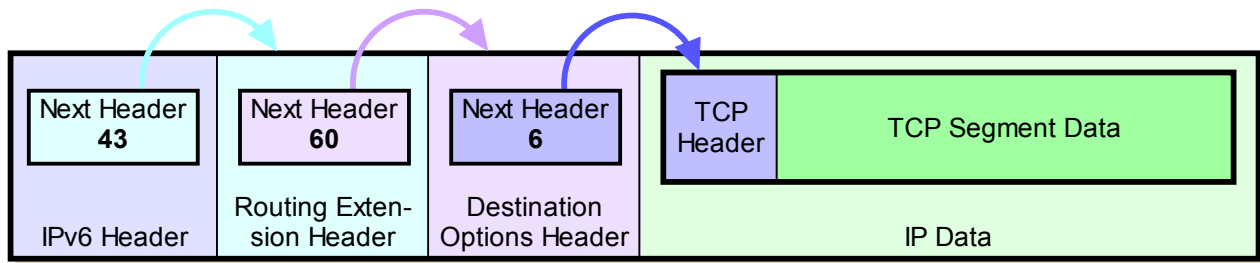 Next Header
43
IPv6 Header
Next Header
60
Routing Exten-
sion Header
Next Header
6
Destination
Options Header
TCP
Header
TCP Segment Data
IP Data